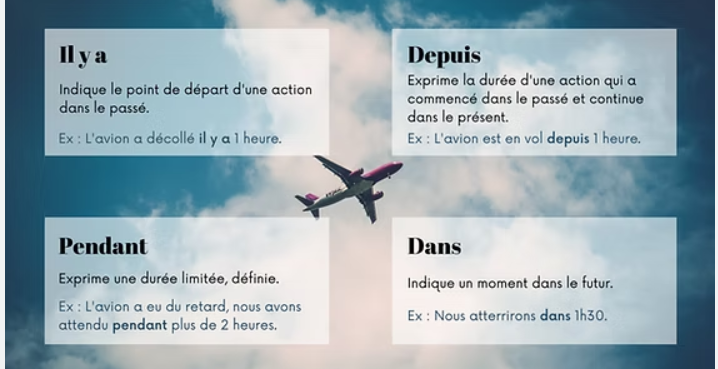 Il y a
Indique le point de départ d'une action
dans le passé.
Ex : L'avion a décollé il y a 1 heure.
Depuis
Exprime la durée d'une action qui a
commencé dans le passé et continue
dans le présent.
Ex : L'avion est en vol depuis 1 heure.
Pendant
Exprime une durée limitée, définie.
Ex : L'avion a eu du retard, nous avons
attendu pendant plus de 2 heures.
Dans
Indique un moment dans le futur.
Ex : Nous atterrirons dans 1h30.